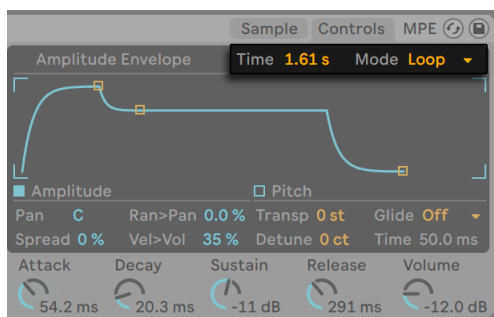 Sample Controls MPE
Amplitude Envelope Time 1.61 s Mode Loop
Amplitude Pitch
Pan C Ran>Pan 0.0 % Transp 0 st Glide Off
Spread 0 % Vel>Vol 35 % Detune 0 ct Time 50.0 ms
Attack Decay Sustain Release Volume
54.2 ms 20.3 ms -11 dB 291 ms -12.0 dB